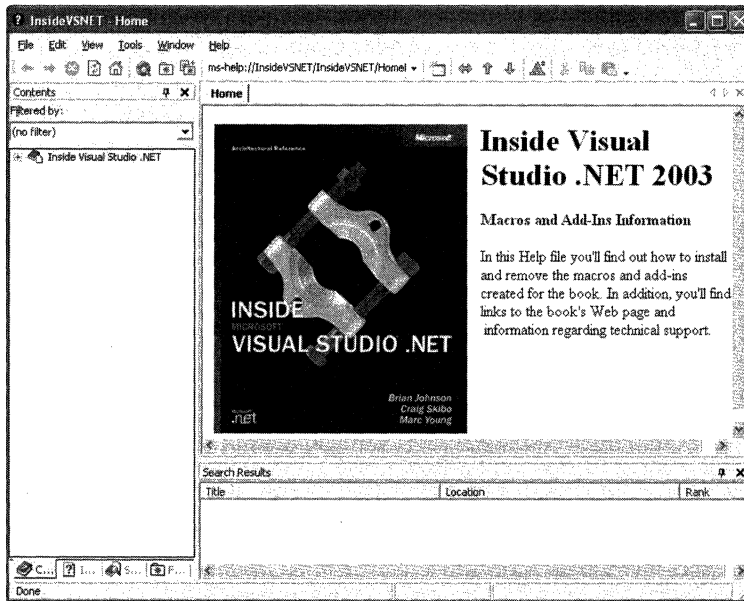 InsideVSNET - Home
File Edit View Tools Window Help
ms-help://InsideVSNET/InsideVSNET/Homel
Contents
Filtered by:
(no filter)
Inside Visual Studio .NET
Home
Architectural Reference
Microsoft
INSIDE
MICROSOFT
VISUAL STUDIO .NET
Brian Johnson
Craig Skibo
Marc Young
Microsoft
.net
Inside Visual
Studio .NET 2003
Macros and Add-Ins Information
In this Help file you'll find out how to install
and remove the macros and add-ins
created for the book. In addition, you'll find
links to the book's Web page and
information regarding technical support.
Search Results
Title Location Rank
C... I... S... F...
Done